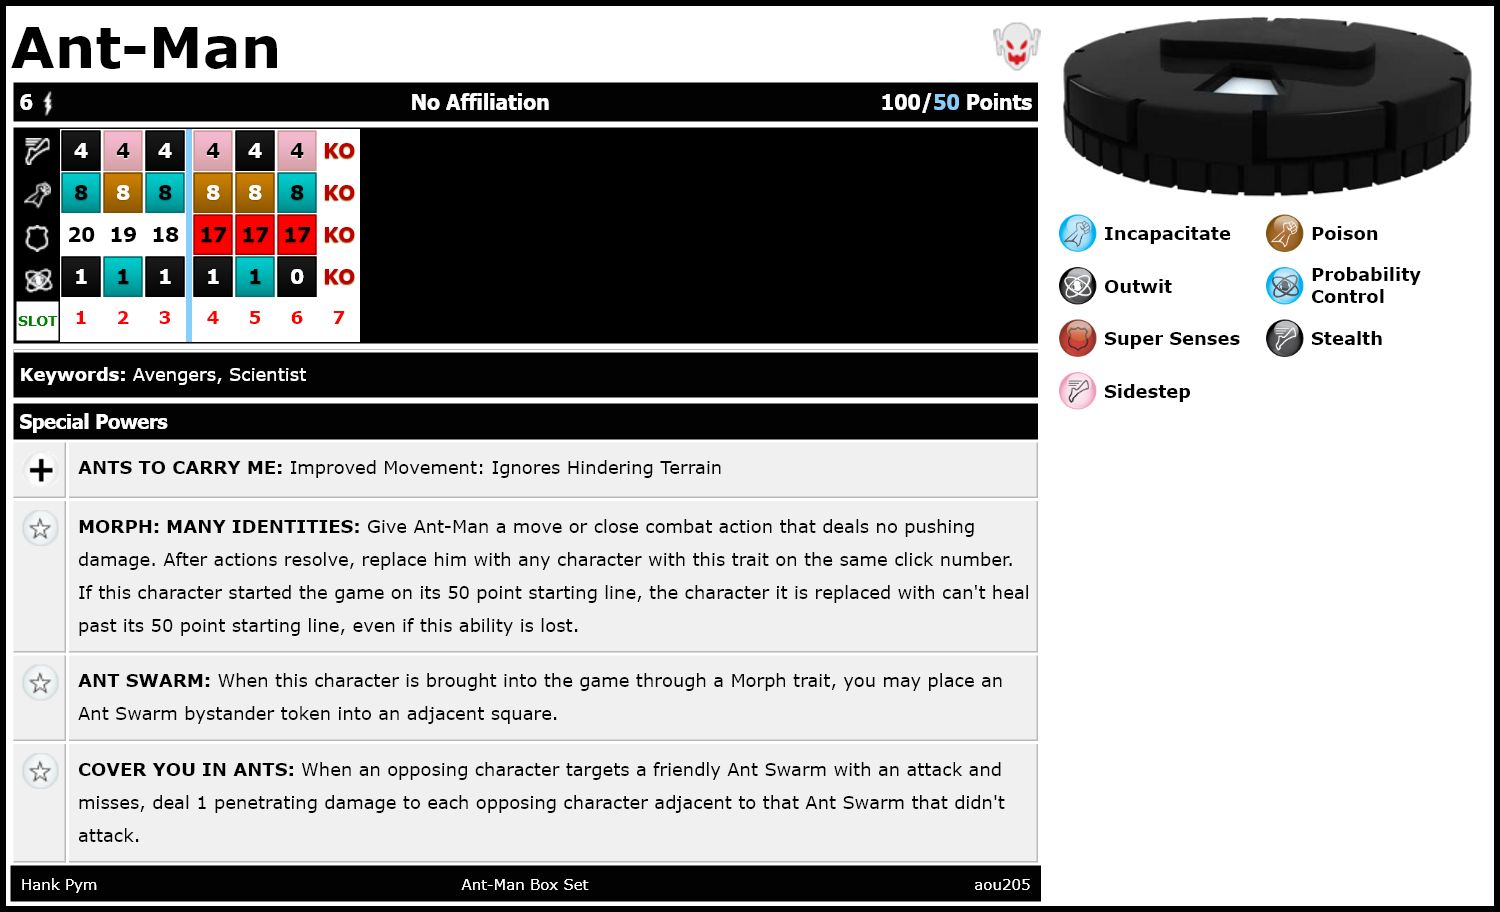 Ant-Man
6 No Affiliation 100/50 Points
4 4 4 4 4 4 KO
8 8 8 8 8 8 KO
20 19 18 17 17 17 KO
1 1 1 1 1 0 KO
SLOT 1 2 3 4 5 6 7
Keywords: Avengers, Scientist
Special Powers
ANTS TO CARRY ME: Improved Movement: Ignores Hindering Terrain
MORPH: MANY IDENTITIES: Give Ant-Man a move or close combat action that deals no pushing
damage. After actions resolve, replace him with any character with this trait on the same click number.
If this character started the game on its 50 point starting line, the character it is replaced with can't heal
past its 50 point starting line, even if this ability is lost.
ANT SWARM: When this character is brought into the game through a Morph trait, you may place an
Ant Swarm bystander token into an adjacent square.
COVER YOU IN ANTS: When an opposing character targets a friendly Ant Swarm with an attack and
misses, deal 1 penetrating damage to each opposing character adjacent to that Ant Swarm that didn't
attack.
Hank Pym Ant-Man Box Set aou205
Incapacitate Poison
Outwit Probability
Control
Super Senses Stealth
Sidestep